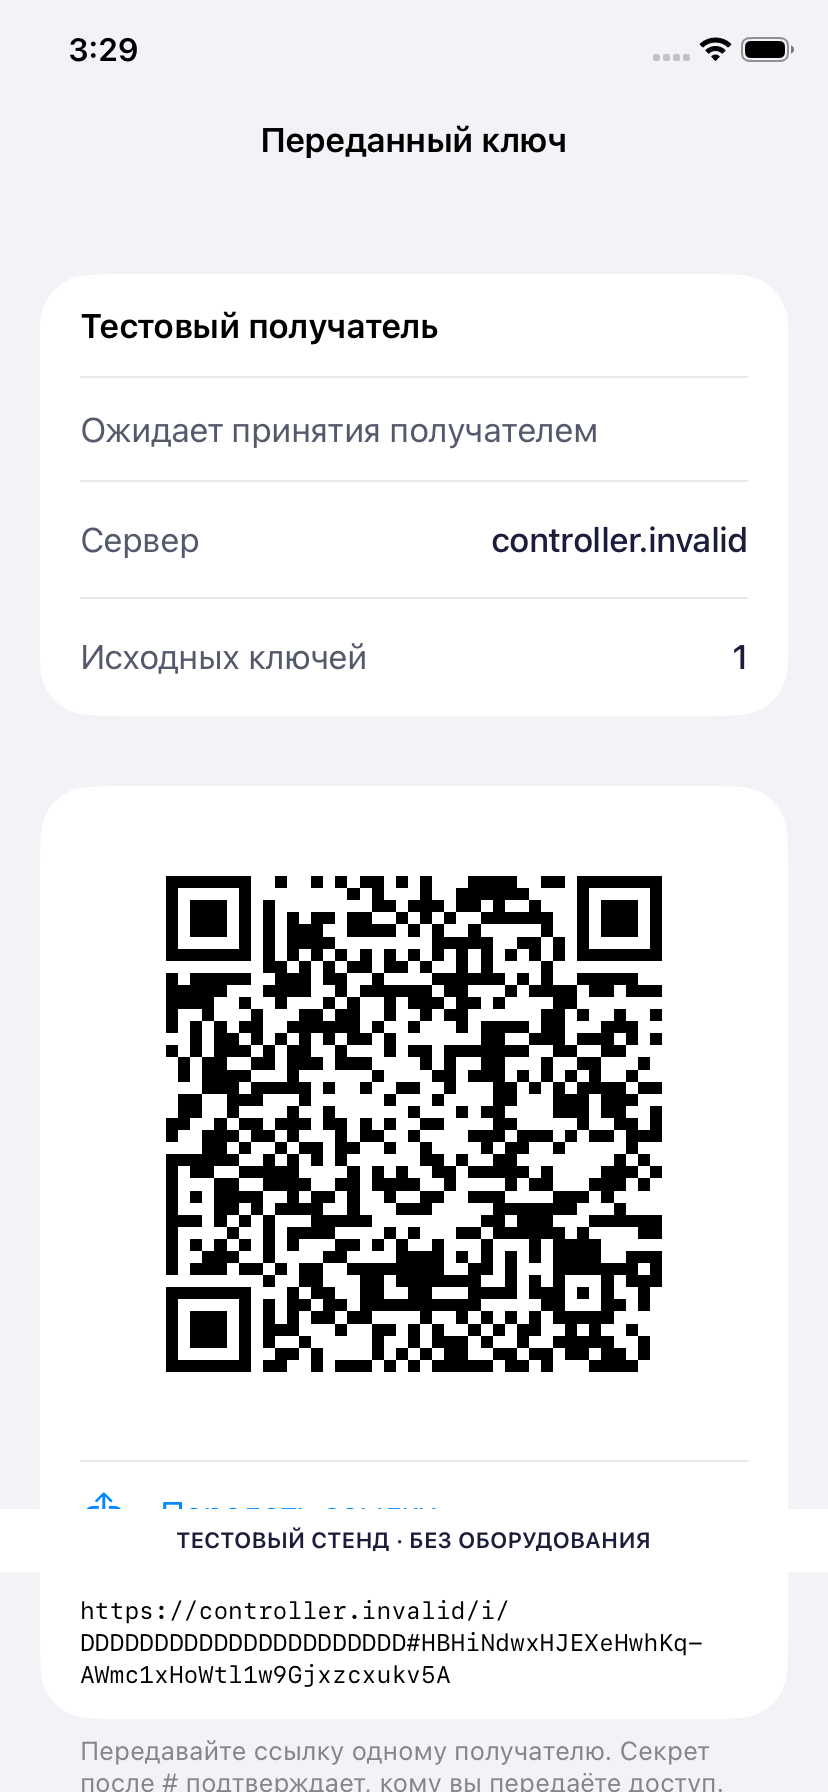 3:29
Переданный ключ
Тестовый получатель
Ожидает принятия получателем
Сервер controller.invalid
Исходных ключей 1
ТЕСТОВЫЙ СТЕНД · БЕЗ ОБОРУДОВАНИЯ
https://controller.invalid/i/
DDDDDDDDDDDDDDDDDDDDDD#HBHiNdwxHJEXeHwhKq-
AWmc1xHoWtl1w9Gjxzcxukv5A
Передавайте ссылку одному получателю. Секрет
после # подтверждает, кому вы передаёте доступ.